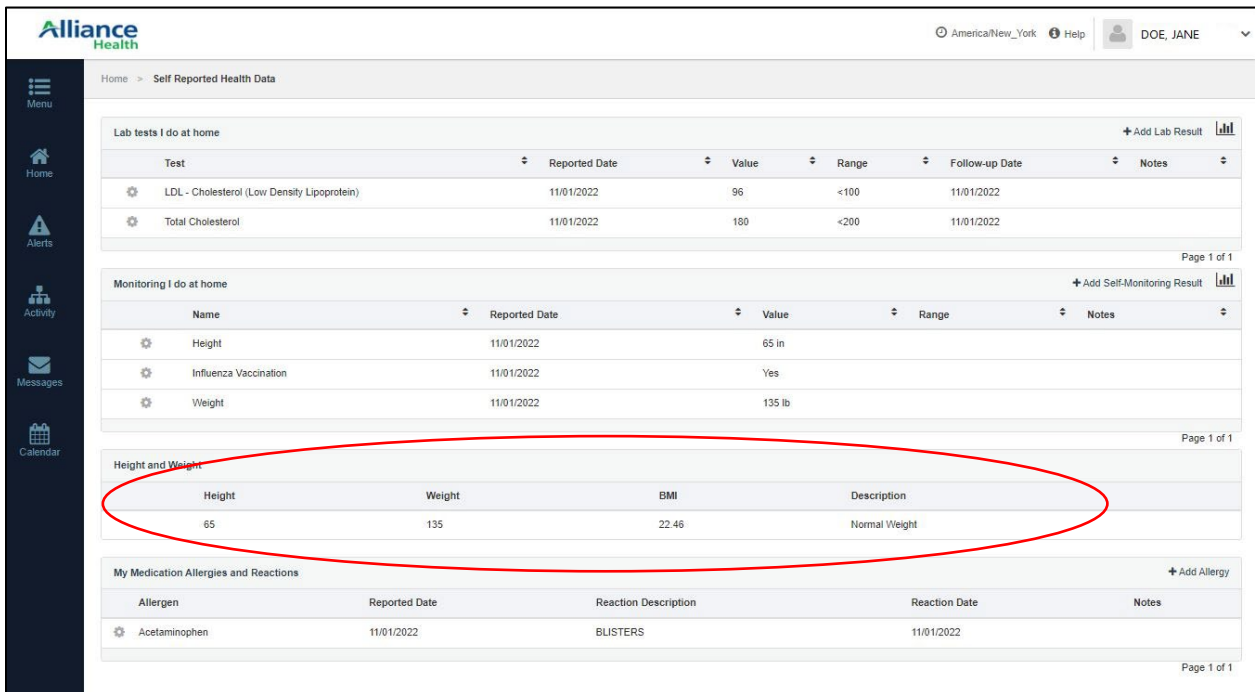 Alliance
Health
America/New_York Help DOE, JANE
Menu
Home > Self Reported Health Data
Home
Alerts
Activity
Messages
Calendar
Lab tests I do at home + Add Lab Result
Test Reported Date Value Range Follow-up Date Notes
LDL - Cholesterol (Low Density Lipoprotein) 11/01/2022 96 <100 11/01/2022
Total Cholesterol 11/01/2022 180 <200 11/01/2022
Page 1 of 1
Monitoring I do at home + Add Self-Monitoring Result
Name Reported Date Value Range Notes
Height 11/01/2022 65 in
Influenza Vaccination 11/01/2022 Yes
Weight 11/01/2022 135 lb
Page 1 of 1
Height and Weight
Height Weight BMI Description
65 135 22.46 Normal Weight
My Medication Allergies and Reactions + Add Allergy
Allergen Reported Date Reaction Description Reaction Date Notes
Acetaminophen 11/01/2022 BLISTERS 11/01/2022
Page 1 of 1